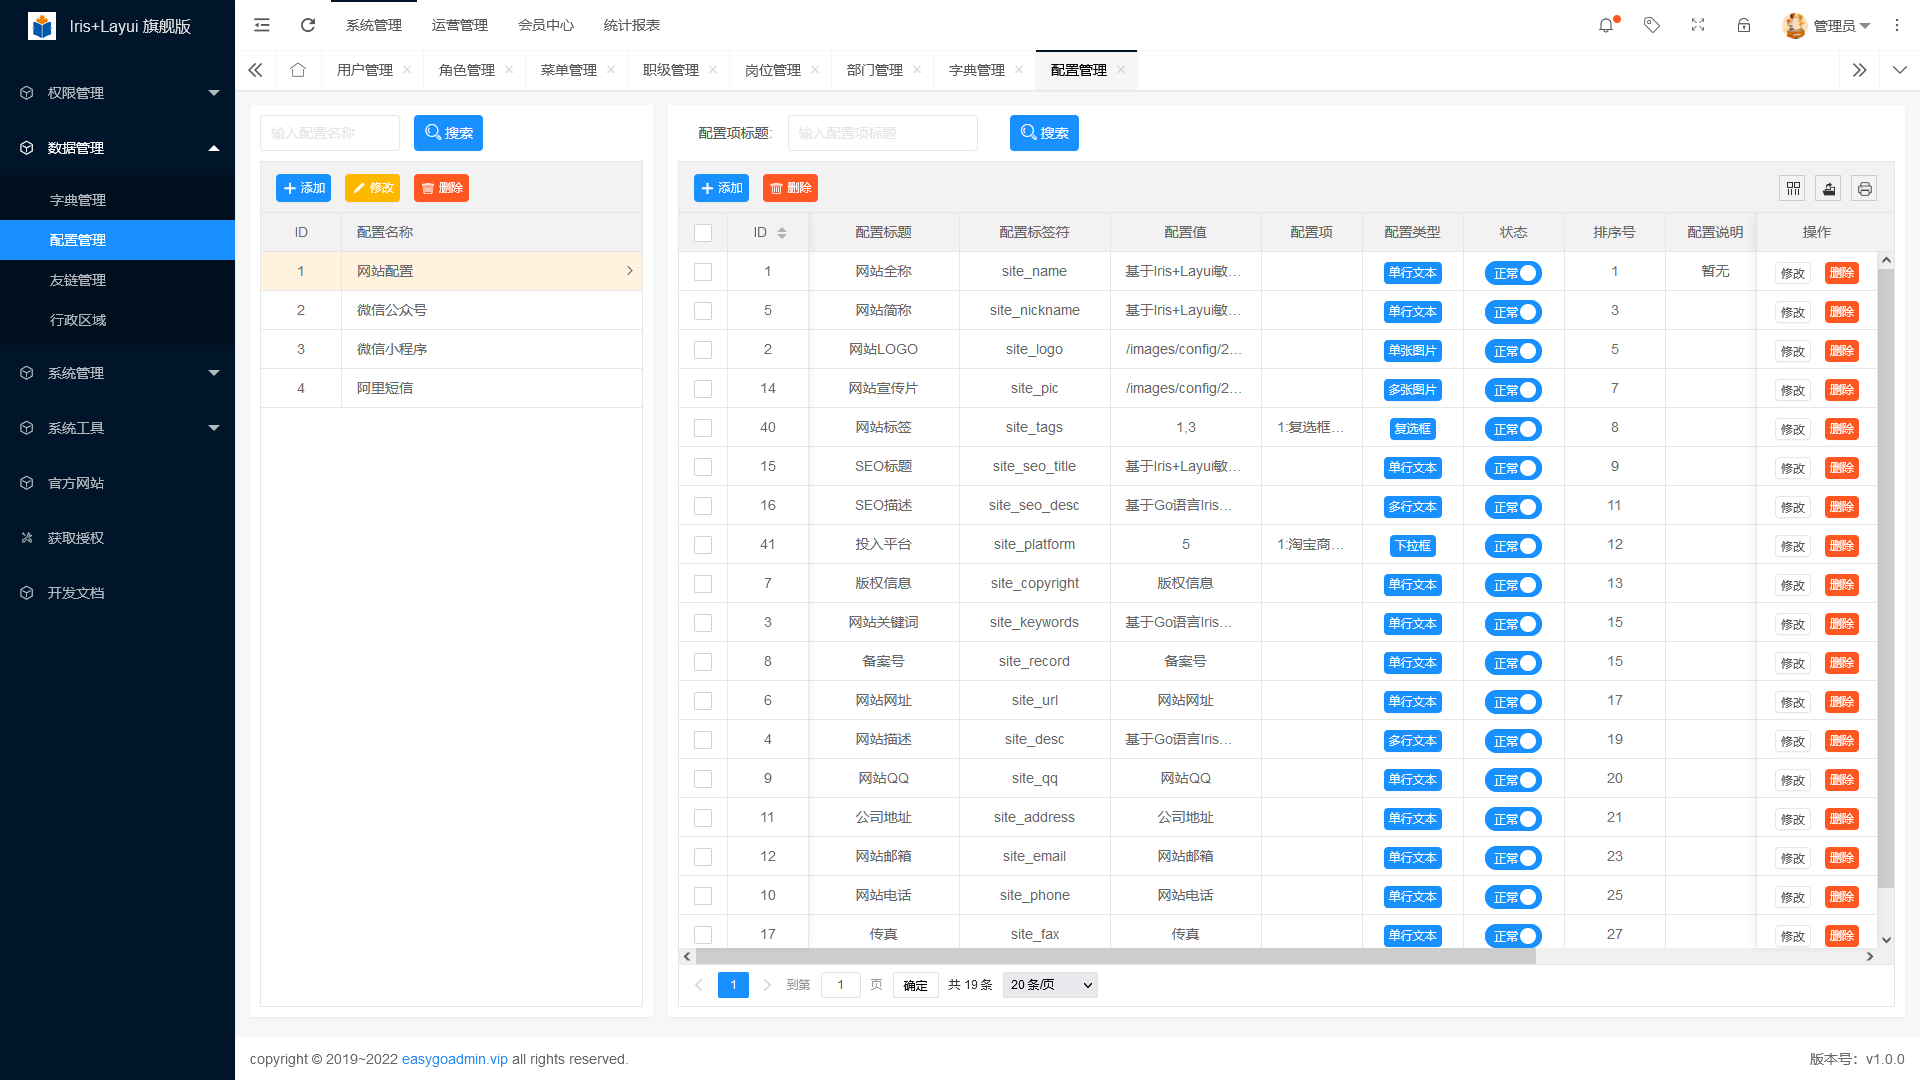 Iris+Layui 旗舰版
系统管理 运营管理 会员中心 统计报表 管理员
用户管理 角色管理 菜单管理 职级管理 岗位管理 部门管理 字典管理 配置管理
权限管理
数据管理
字典管理
配置管理
友链管理
行政区域
系统管理
系统工具
官方网站
获取授权
开发文档
输入配置名称 搜索
添加 修改 删除
ID 配置名称
1 网站配置
2 微信公众号
3 微信小程序
4 阿里短信
配置项标题: 输入配置项标题 搜索
添加 删除
ID 配置标题 配置标签符 配置值 配置项 配置类型 状态 排序号 配置说明 操作
1 网站全称 site_name 基于Iris+Layui敏... 单行文本 正常 1 暂无 修改 删除
5 网站简称 site_nickname 基于Iris+Layui敏... 单行文本 正常 3 修改 删除
2 网站LOGO site_logo /images/config/2... 单张图片 正常 5 修改 删除
14 网站宣传片 site_pic /images/config/2... 多张图片 正常 7 修改 删除
40 网站标签 site_tags 1,3 1:复选框... 复选框 正常 8 修改 删除
15 SEO标题 site_seo_title 基于Iris+Layui敏... 单行文本 正常 9 修改 删除
16 SEO描述 site_seo_desc 基于Go语言Iris... 多行文本 正常 11 修改 删除
41 投入平台 site_platform 5 1:淘宝商... 下拉框 正常 12 修改 删除
7 版权信息 site_copyright 版权信息 单行文本 正常 13 修改 删除
3 网站关键词 site_keywords 基于Go语言Iris... 单行文本 正常 15 修改 删除
8 备案号 site_record 备案号 单行文本 正常 15 修改 删除
6 网站网址 site_url 网站网址 单行文本 正常 17 修改 删除
4 网站描述 site_desc 基于Go语言Iris... 多行文本 正常 19 修改 删除
9 网站QQ site_qq 网站QQ 单行文本 正常 20 修改 删除
11 公司地址 site_address 公司地址 单行文本 正常 21 修改 删除
12 网站邮箱 site_email 网站邮箱 单行文本 正常 23 修改 删除
10 网站电话 site_phone 网站电话 单行文本 正常 25 修改 删除
17 传真 site_fax 传真 单行文本 正常 27 修改 删除
1 到第 1 页 确定 共 19 条 20 条/页
copyright © 2019~2022 easygoadmin.vip all rights reserved. 版本号：v1.0.0